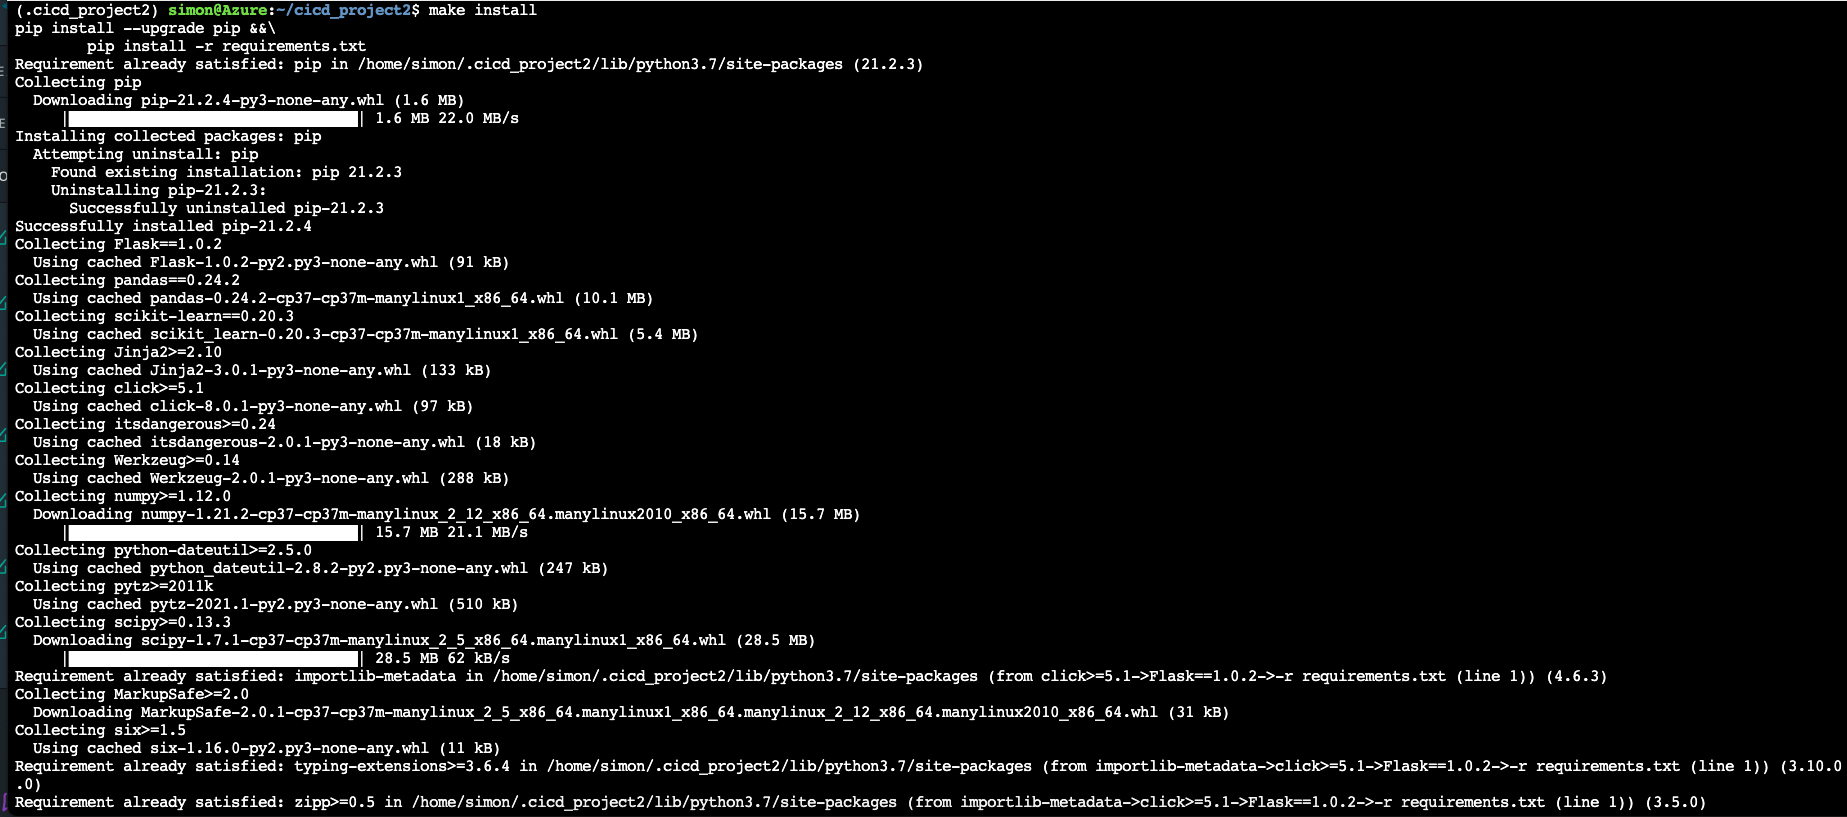 (.cicd_project2) simon@Azure:~/cicd_project2$ make install
pip install --upgrade pip &&\
        pip install -r requirements.txt
Requirement already satisfied: pip in /home/simon/.cicd_project2/lib/python3.7/site-packages (21.2.3)
Collecting pip
  Downloading pip-21.2.4-py3-none-any.whl (1.6 MB)
     |████████████████████████████████| 1.6 MB 22.0 MB/s
Installing collected packages: pip
  Attempting uninstall: pip
    Found existing installation: pip 21.2.3
    Uninstalling pip-21.2.3:
      Successfully uninstalled pip-21.2.3
Successfully installed pip-21.2.4
Collecting Flask==1.0.2
  Using cached Flask-1.0.2-py2.py3-none-any.whl (91 kB)
Collecting pandas==0.24.2
  Using cached pandas-0.24.2-cp37-cp37m-manylinux1_x86_64.whl (10.1 MB)
Collecting scikit-learn==0.20.3
  Using cached scikit_learn-0.20.3-cp37-cp37m-manylinux1_x86_64.whl (5.4 MB)
Collecting Jinja2>=2.10
  Using cached Jinja2-3.0.1-py3-none-any.whl (133 kB)
Collecting click>=5.1
  Using cached click-8.0.1-py3-none-any.whl (97 kB)
Collecting itsdangerous>=0.24
  Using cached itsdangerous-2.0.1-py3-none-any.whl (18 kB)
Collecting Werkzeug>=0.14
  Using cached Werkzeug-2.0.1-py3-none-any.whl (288 kB)
Collecting numpy>=1.12.0
  Downloading numpy-1.21.2-cp37-cp37m-manylinux_2_12_x86_64.manylinux2010_x86_64.whl (15.7 MB)
     |████████████████████████████████| 15.7 MB 21.1 MB/s
Collecting python-dateutil>=2.5.0
  Using cached python_dateutil-2.8.2-py2.py3-none-any.whl (247 kB)
Collecting pytz>=2011k
  Using cached pytz-2021.1-py2.py3-none-any.whl (510 kB)
Collecting scipy>=0.13.3
  Downloading scipy-1.7.1-cp37-cp37m-manylinux_2_5_x86_64.manylinux1_x86_64.whl (28.5 MB)
     |████████████████████████████████| 28.5 MB 62 kB/s
Requirement already satisfied: importlib-metadata in /home/simon/.cicd_project2/lib/python3.7/site-packages (from click>=5.1->Flask==1.0.2->-r requirements.txt (line 1)) (4.6.3)
Collecting MarkupSafe>=2.0
  Downloading MarkupSafe-2.0.1-cp37-cp37m-manylinux_2_5_x86_64.manylinux1_x86_64.manylinux_2_12_x86_64.manylinux2010_x86_64.whl (31 kB)
Collecting six>=1.5
  Using cached six-1.16.0-py2.py3-none-any.whl (11 kB)
Requirement already satisfied: typing-extensions>=3.6.4 in /home/simon/.cicd_project2/lib/python3.7/site-packages (from importlib-metadata->click>=5.1->Flask==1.0.2->-r requirements.txt (line 1)) (3.10.0
.0)
Requirement already satisfied: zipp>=0.5 in /home/simon/.cicd_project2/lib/python3.7/site-packages (from importlib-metadata->click>=5.1->Flask==1.0.2->-r requirements.txt (line 1)) (3.5.0)